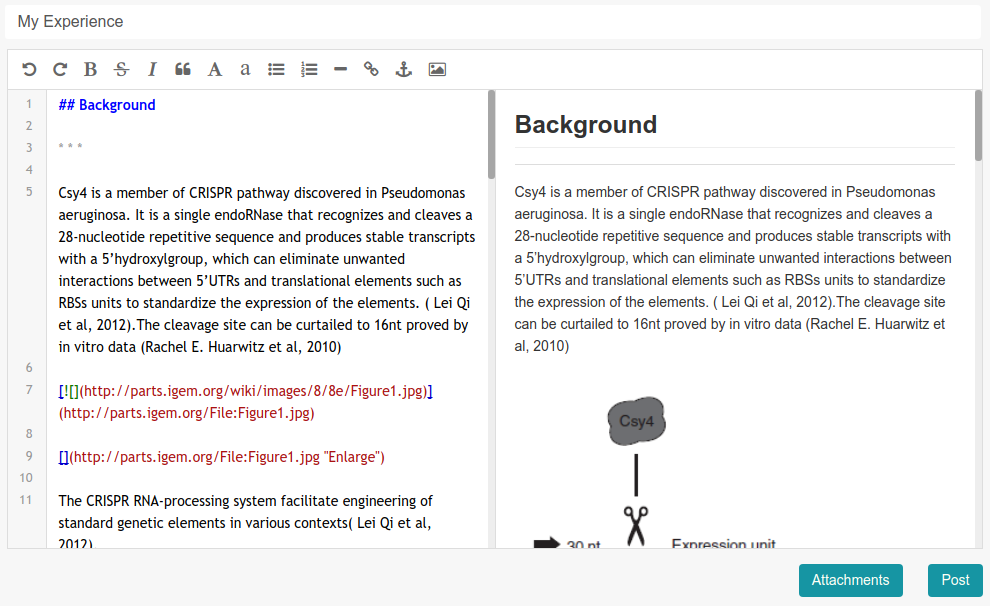 My Experience
B S I A a
1 ## Background
2
3 * * *
4
5 Csy4 is a member of CRISPR pathway discovered in Pseudomonas
aeruginosa. It is a single endoRNase that recognizes and cleaves a
28-nucleotide repetitive sequence and produces stable transcripts
with a 5’hydroxylgroup, which can eliminate unwanted
interactions between 5’UTRs and translational elements such as
RBSs units to standardize the expression of the elements. ( Lei Qi
et al, 2012).The cleavage site can be curtailed to 16nt proved by
in vitro data (Rachel E. Huarwitz et al, 2010)
6
7 [![](http://parts.igem.org/wiki/images/8/8e/Figure1.jpg)]
(http://parts.igem.org/File:Figure1.jpg)
8
9 [](http://parts.igem.org/File:Figure1.jpg "Enlarge")
10
11 The CRISPR RNA-processing system facilitate engineering of
standard genetic elements in various contexts( Lei Qi et al,
2012)
Background
Csy4 is a member of CRISPR pathway discovered in Pseudomonas
aeruginosa. It is a single endoRNase that recognizes and cleaves a
28-nucleotide repetitive sequence and produces stable transcripts with
a 5’hydroxylgroup, which can eliminate unwanted interactions between
5’UTRs and translational elements such as RBSs units to standardize
the expression of the elements. ( Lei Qi et al, 2012).The cleavage site
can be curtailed to 16nt proved by in vitro data (Rachel E. Huarwitz et
al, 2010)
Csy4
30 nt Expression unit
Attachments Post